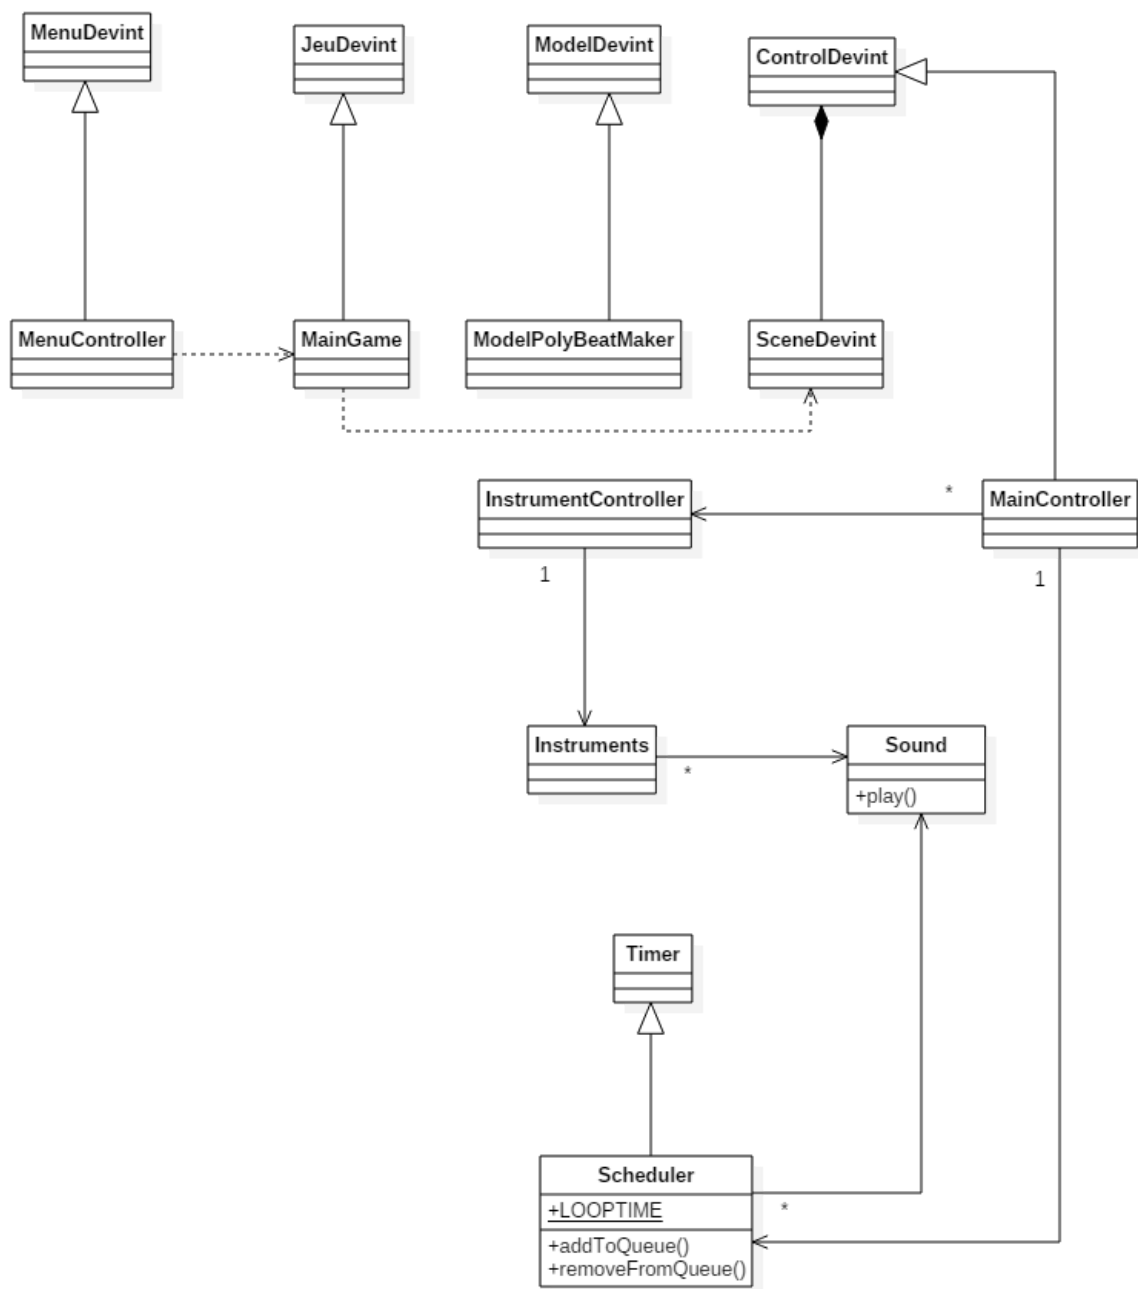 MenuDevint
JeuDevint
ModelDevint
ControlDevint
MenuController
MainGame
ModelPolyBeatMaker
SceneDevint
InstrumentController
*
MainController
1
1
Instruments
*
Sound
+play()
Timer
Scheduler
+LOOPTIME
*
+addToQueue()
+removeFromQueue()